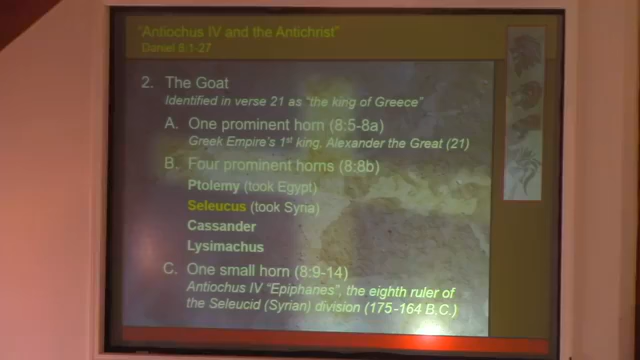 "Antiochus IV and the Antichrist"
Daniel 8:1-27
2. The Goat
Identified in verse 21 as "the king of Greece"
A. One prominent horn (8:5-8a)
Greek Empire's 1st king, Alexander the Great (21)
B. Four prominent horns (8:8b)
Ptolemy (took Egypt)
Seleucus (took Syria)
Cassander
Lysimachus
C. One small horn (8:9-14)
Antiochus IV "Epiphanes", the eighth ruler of
the Seleucid (Syrian) division (175-164 B.C.)